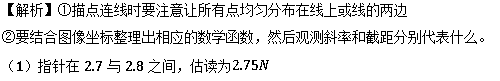 【解析】①描点连线时要注意让所有点均匀分布在线上或线的两边
②要结合图像坐标整理出相应的数学函数，然后观测斜率和截距分别代表什么。
（1）指针在 2.7 与 2.8 之间，估读为2.75N